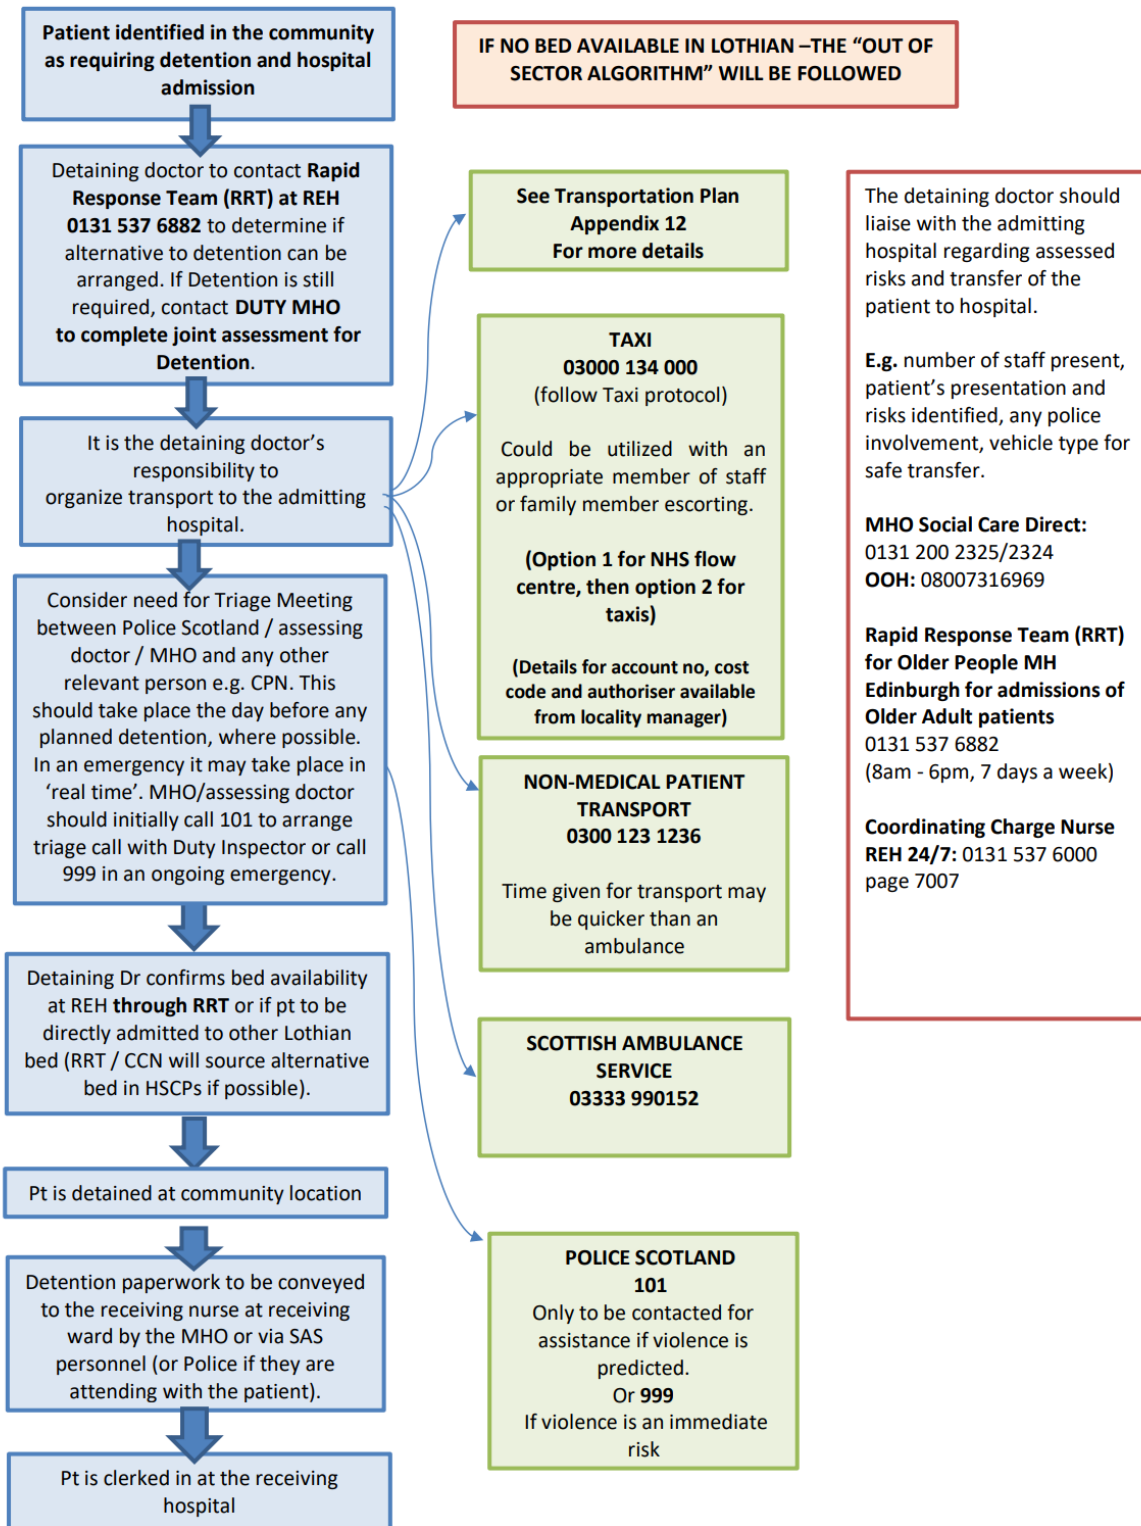 Patient identified in the community
as requiring detention and hospital
admission
IF NO BED AVAILABLE IN LOTHIAN –THE “OUT OF
SECTOR ALGORITHM” WILL BE FOLLOWED
Detaining doctor to contact Rapid
Response Team (RRT) at REH
0131 537 6882 to determine if
alternative to detention can be
arranged. If Detention is still
required, contact DUTY MHO
to complete joint assessment for
Detention.
It is the detaining doctor’s
responsibility to
organize transport to the admitting
hospital.
Consider need for Triage Meeting
between Police Scotland / assessing
doctor / MHO and any other
relevant person e.g. CPN. This
should take place the day before any
planned detention, where possible.
In an emergency it may take place in
‘real time’. MHO/assessing doctor
should initially call 101 to arrange
triage call with Duty Inspector or call
999 in an ongoing emergency.
Detaining Dr confirms bed availability
at REH through RRT or if pt to be
directly admitted to other Lothian
bed (RRT / CCN will source alternative
bed in HSCPs if possible).
Pt is detained at community location
Detention paperwork to be conveyed
to the receiving nurse at receiving
ward by the MHO or via SAS
personnel (or Police if they are
attending with the patient).
Pt is clerked in at the receiving
hospital
See Transportation Plan
Appendix 12
For more details
TAXI
03000 134 000
(follow Taxi protocol)
Could be utilized with an
appropriate member of staff
or family member escorting.
(Option 1 for NHS flow
centre, then option 2 for
taxis)
(Details for account no, cost
code and authoriser available
from locality manager)
NON-MEDICAL PATIENT
TRANSPORT
0300 123 1236
Time given for transport may
be quicker than an
ambulance
SCOTTISH AMBULANCE
SERVICE
03333 990152
POLICE SCOTLAND
101
Only to be contacted for
assistance if violence is
predicted.
Or 999
If violence is an immediate
risk
The detaining doctor should
liaise with the admitting
hospital regarding assessed
risks and transfer of the
patient to hospital.
E.g. number of staff present,
patient’s presentation and
risks identified, any police
involvement, vehicle type for
safe transfer.
MHO Social Care Direct:
0131 200 2325/2324
OOH: 08007316969
Rapid Response Team (RRT)
for Older People MH
Edinburgh for admissions of
Older Adult patients
0131 537 6882
(8am - 6pm, 7 days a week)
Coordinating Charge Nurse
REH 24/7: 0131 537 6000
page 7007